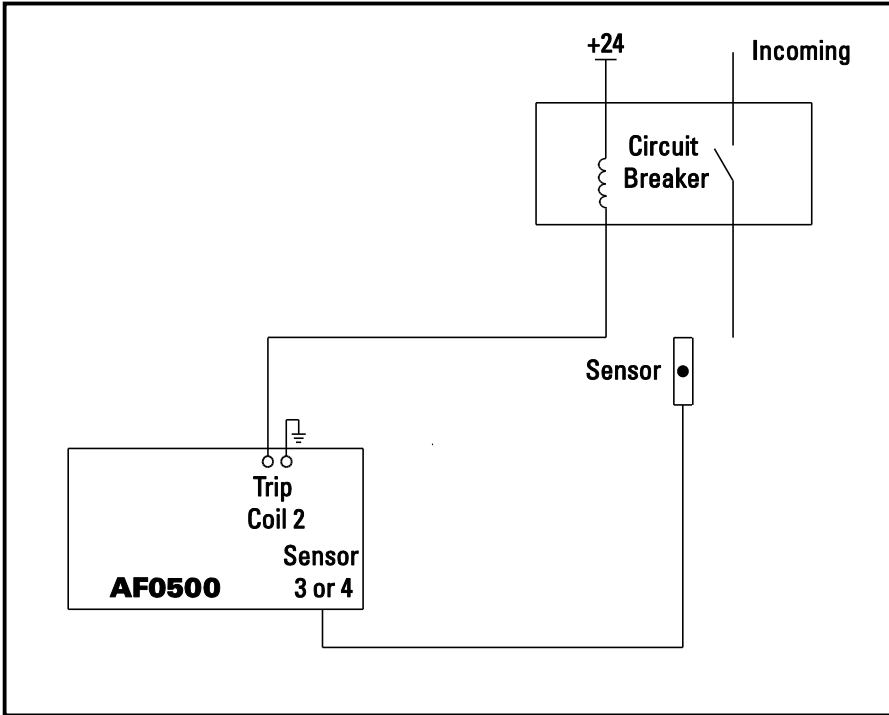 +24
Incoming
Circuit
Breaker
Sensor
Trip
Coil 2
Sensor
3 or 4
AF0500